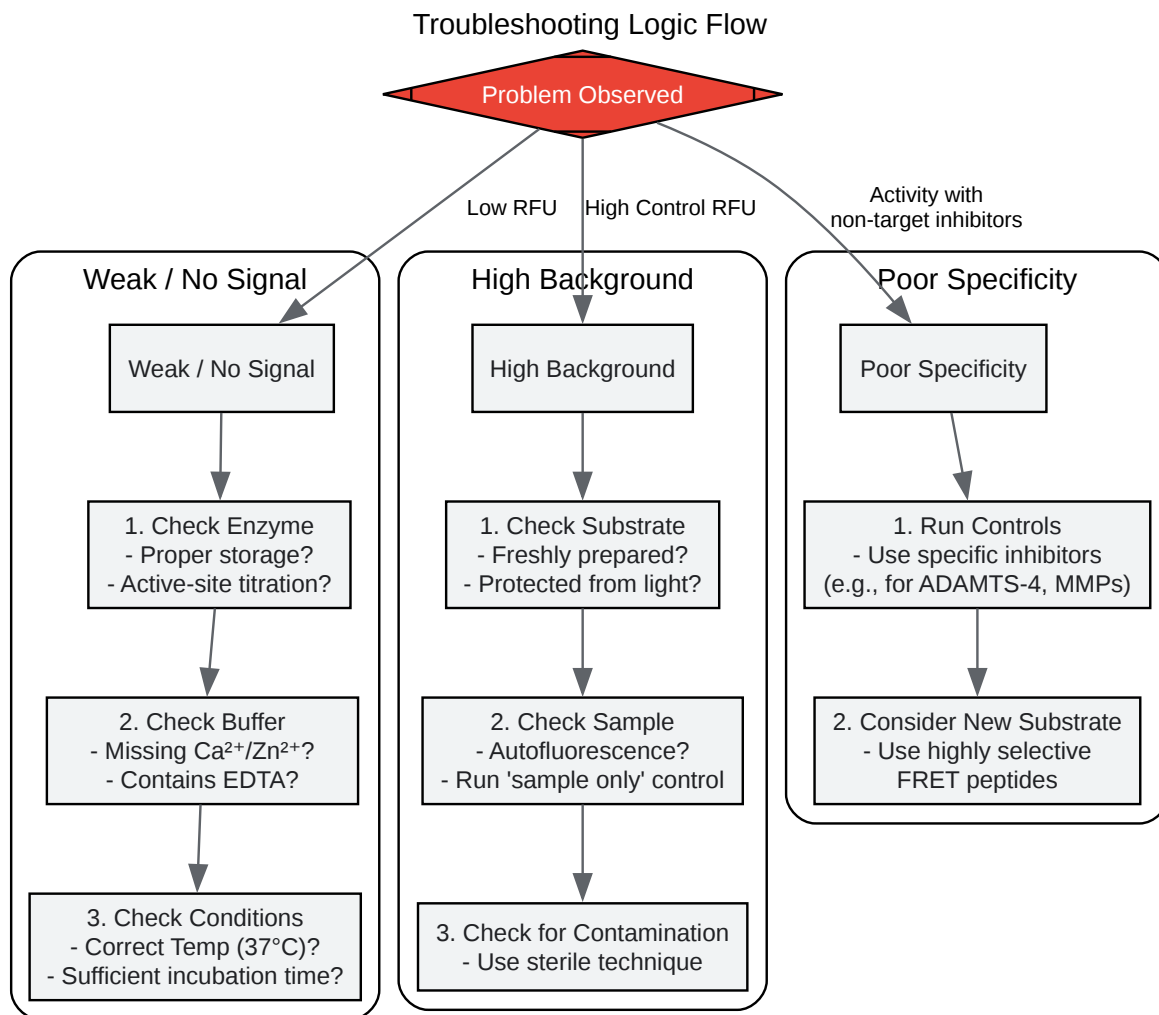 Troubleshooting Logic Flow
Problem Observed
Low RFU
High Control RFU
Activity with
non-target inhibitors
Weak / No Signal
Weak / No Signal
1. Check Enzyme
- Proper storage?
- Active-site titration?
2. Check Buffer
- Missing Ca²⁺/Zn²⁺?
- Contains EDTA?
3. Check Conditions
- Correct Temp (37°C)?
- Sufficient incubation time?
High Background
High Background
1. Check Substrate
- Freshly prepared?
- Protected from light?
2. Check Sample
- Autofluorescence?
- Run 'sample only' control
3. Check for Contamination
- Use sterile technique
Poor Specificity
Poor Specificity
1. Run Controls
- Use specific inhibitors
(e.g., for ADAMTS-4, MMPs)
2. Consider New Substrate
- Use highly selective
FRET peptides